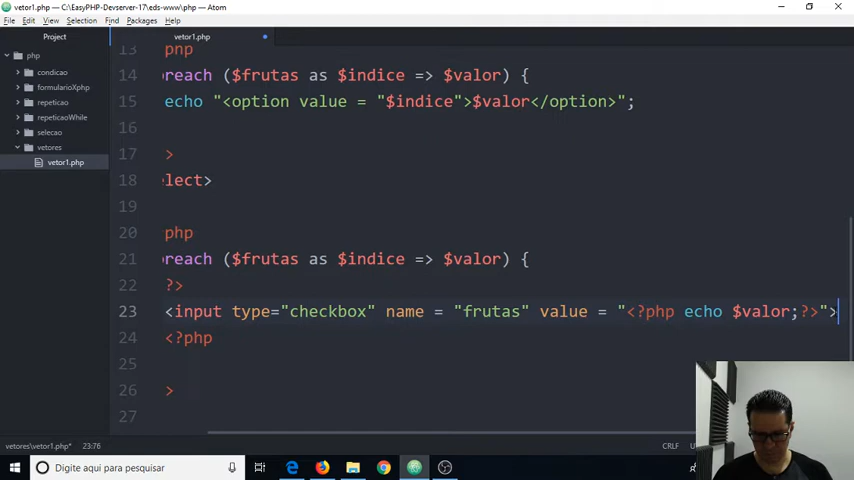 vetor1.php - C:\EasyPHP-Devserver-17\eds-www\php - Atom
File Edit View Selection Find Packages Help
Project
vetor1.php
php
condicao
formularioXphp
repeticao
repeticaoWhile
selecao
vetores
vetor1.php
13 php
14 reach ($frutas as $indice => $valor) {
15 echo "<option value = "$indice">$valor</option>";
16
17 >
18 elect>
19
20 php
21 reach ($frutas as $indice => $valor) {
22 ?>
23 <input type="checkbox" name = "frutas" value = "<?php echo $valor;?>">
24 <?php
25
26 >
27
vetores\vetor1.php* 23:76
CRLF
Digite aqui para pesquisar